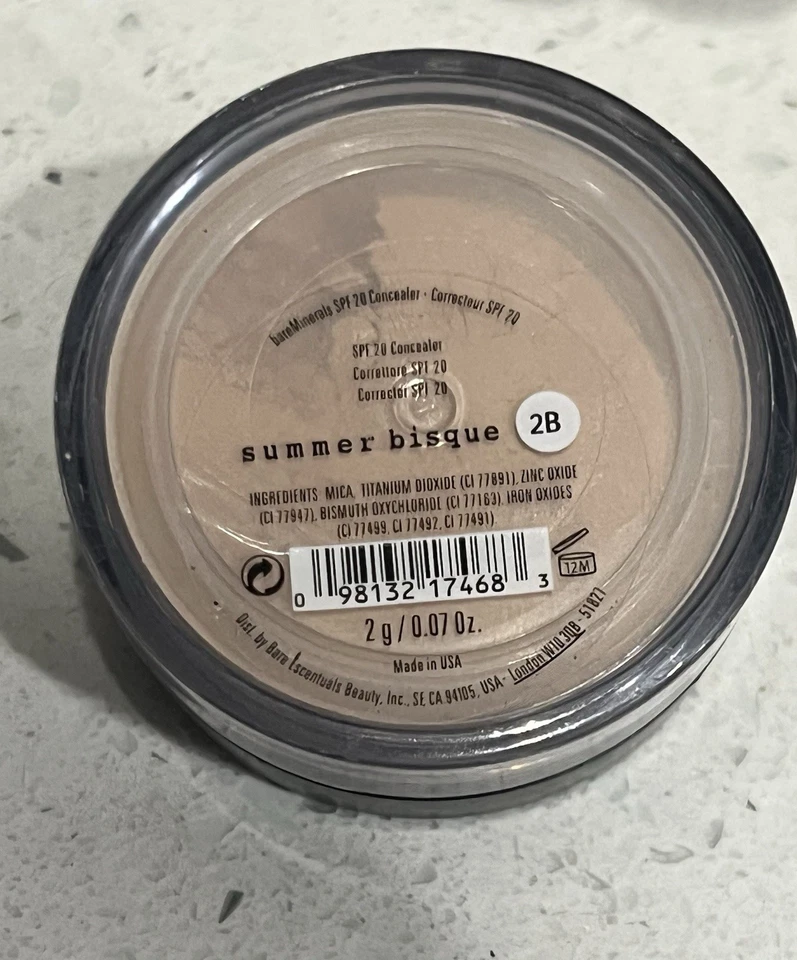 bareMinerals SPF 20 Concealer · Correcteur SPF 20
SPF 20 Concealer
Correttore SPF 20
Corrector SPF 20
summer bisque 2B
INGREDIENTS MICA, TITANIUM DIOXIDE (CI 77891), ZINC OXIDE
(CI 77947), BISMUTH OXYCHLORIDE (CI 77163), IRON OXIDES
(CI 77499, CI 77492, CI 77491)
0 98132 17468 3
12M
2 g / 0.07 Oz.
Made in USA
Dist. by Bare Escentuals Beauty, Inc., SF, CA 94105, USA - London W1D 3QB - 51827